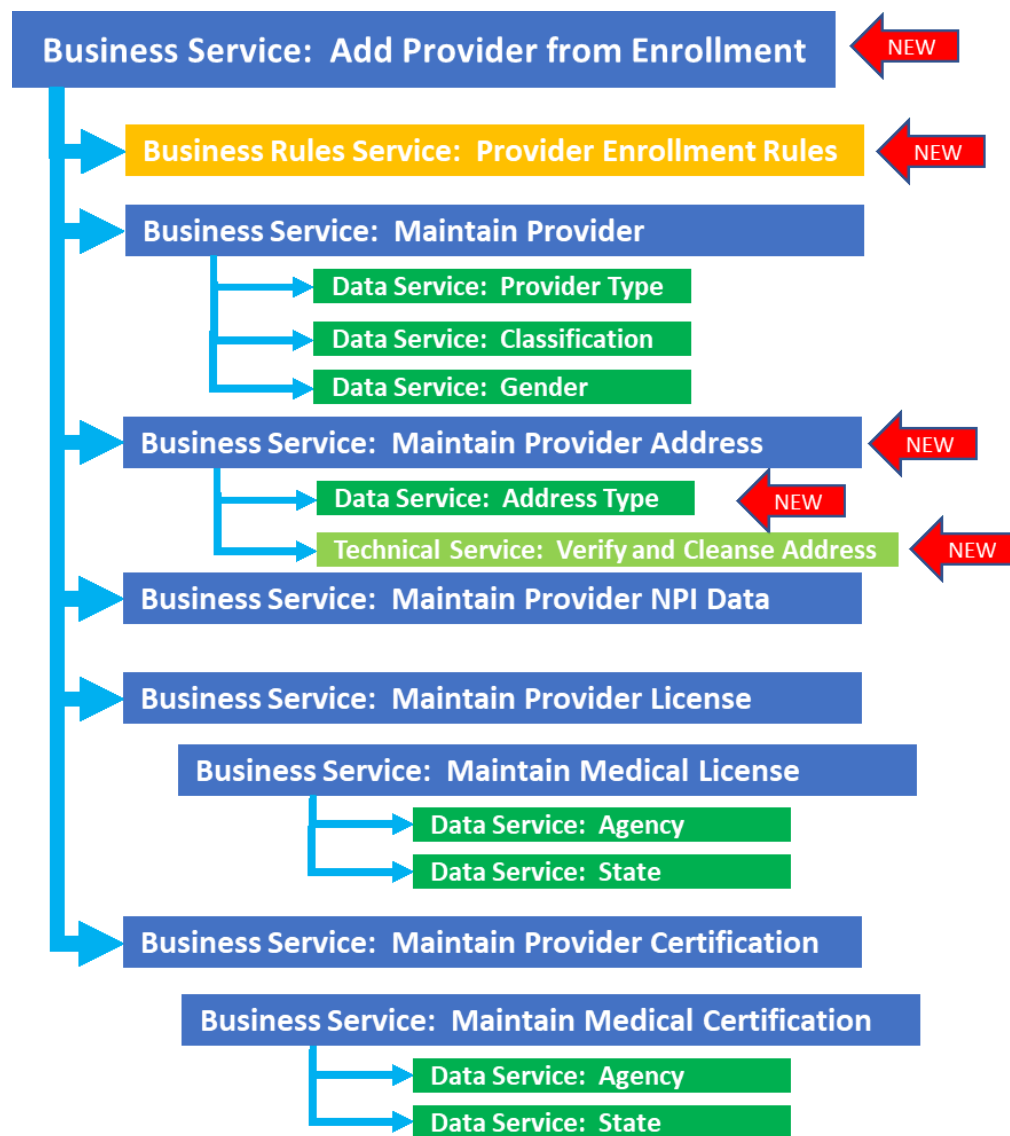 Business Service: Add Provider from Enrollment
NEW
Business Rules Service: Provider Enrollment Rules
NEW
Business Service: Maintain Provider
Data Service: Provider Type
Data Service: Classification
Data Service: Gender
Business Service: Maintain Provider Address
NEW
Data Service: Address Type
NEW
Technical Service: Verify and Cleanse Address
NEW
Business Service: Maintain Provider NPI Data
Business Service: Maintain Provider License
Business Service: Maintain Medical License
Data Service: Agency
Data Service: State
Business Service: Maintain Provider Certification
Business Service: Maintain Medical Certification
Data Service: Agency
Data Service: State